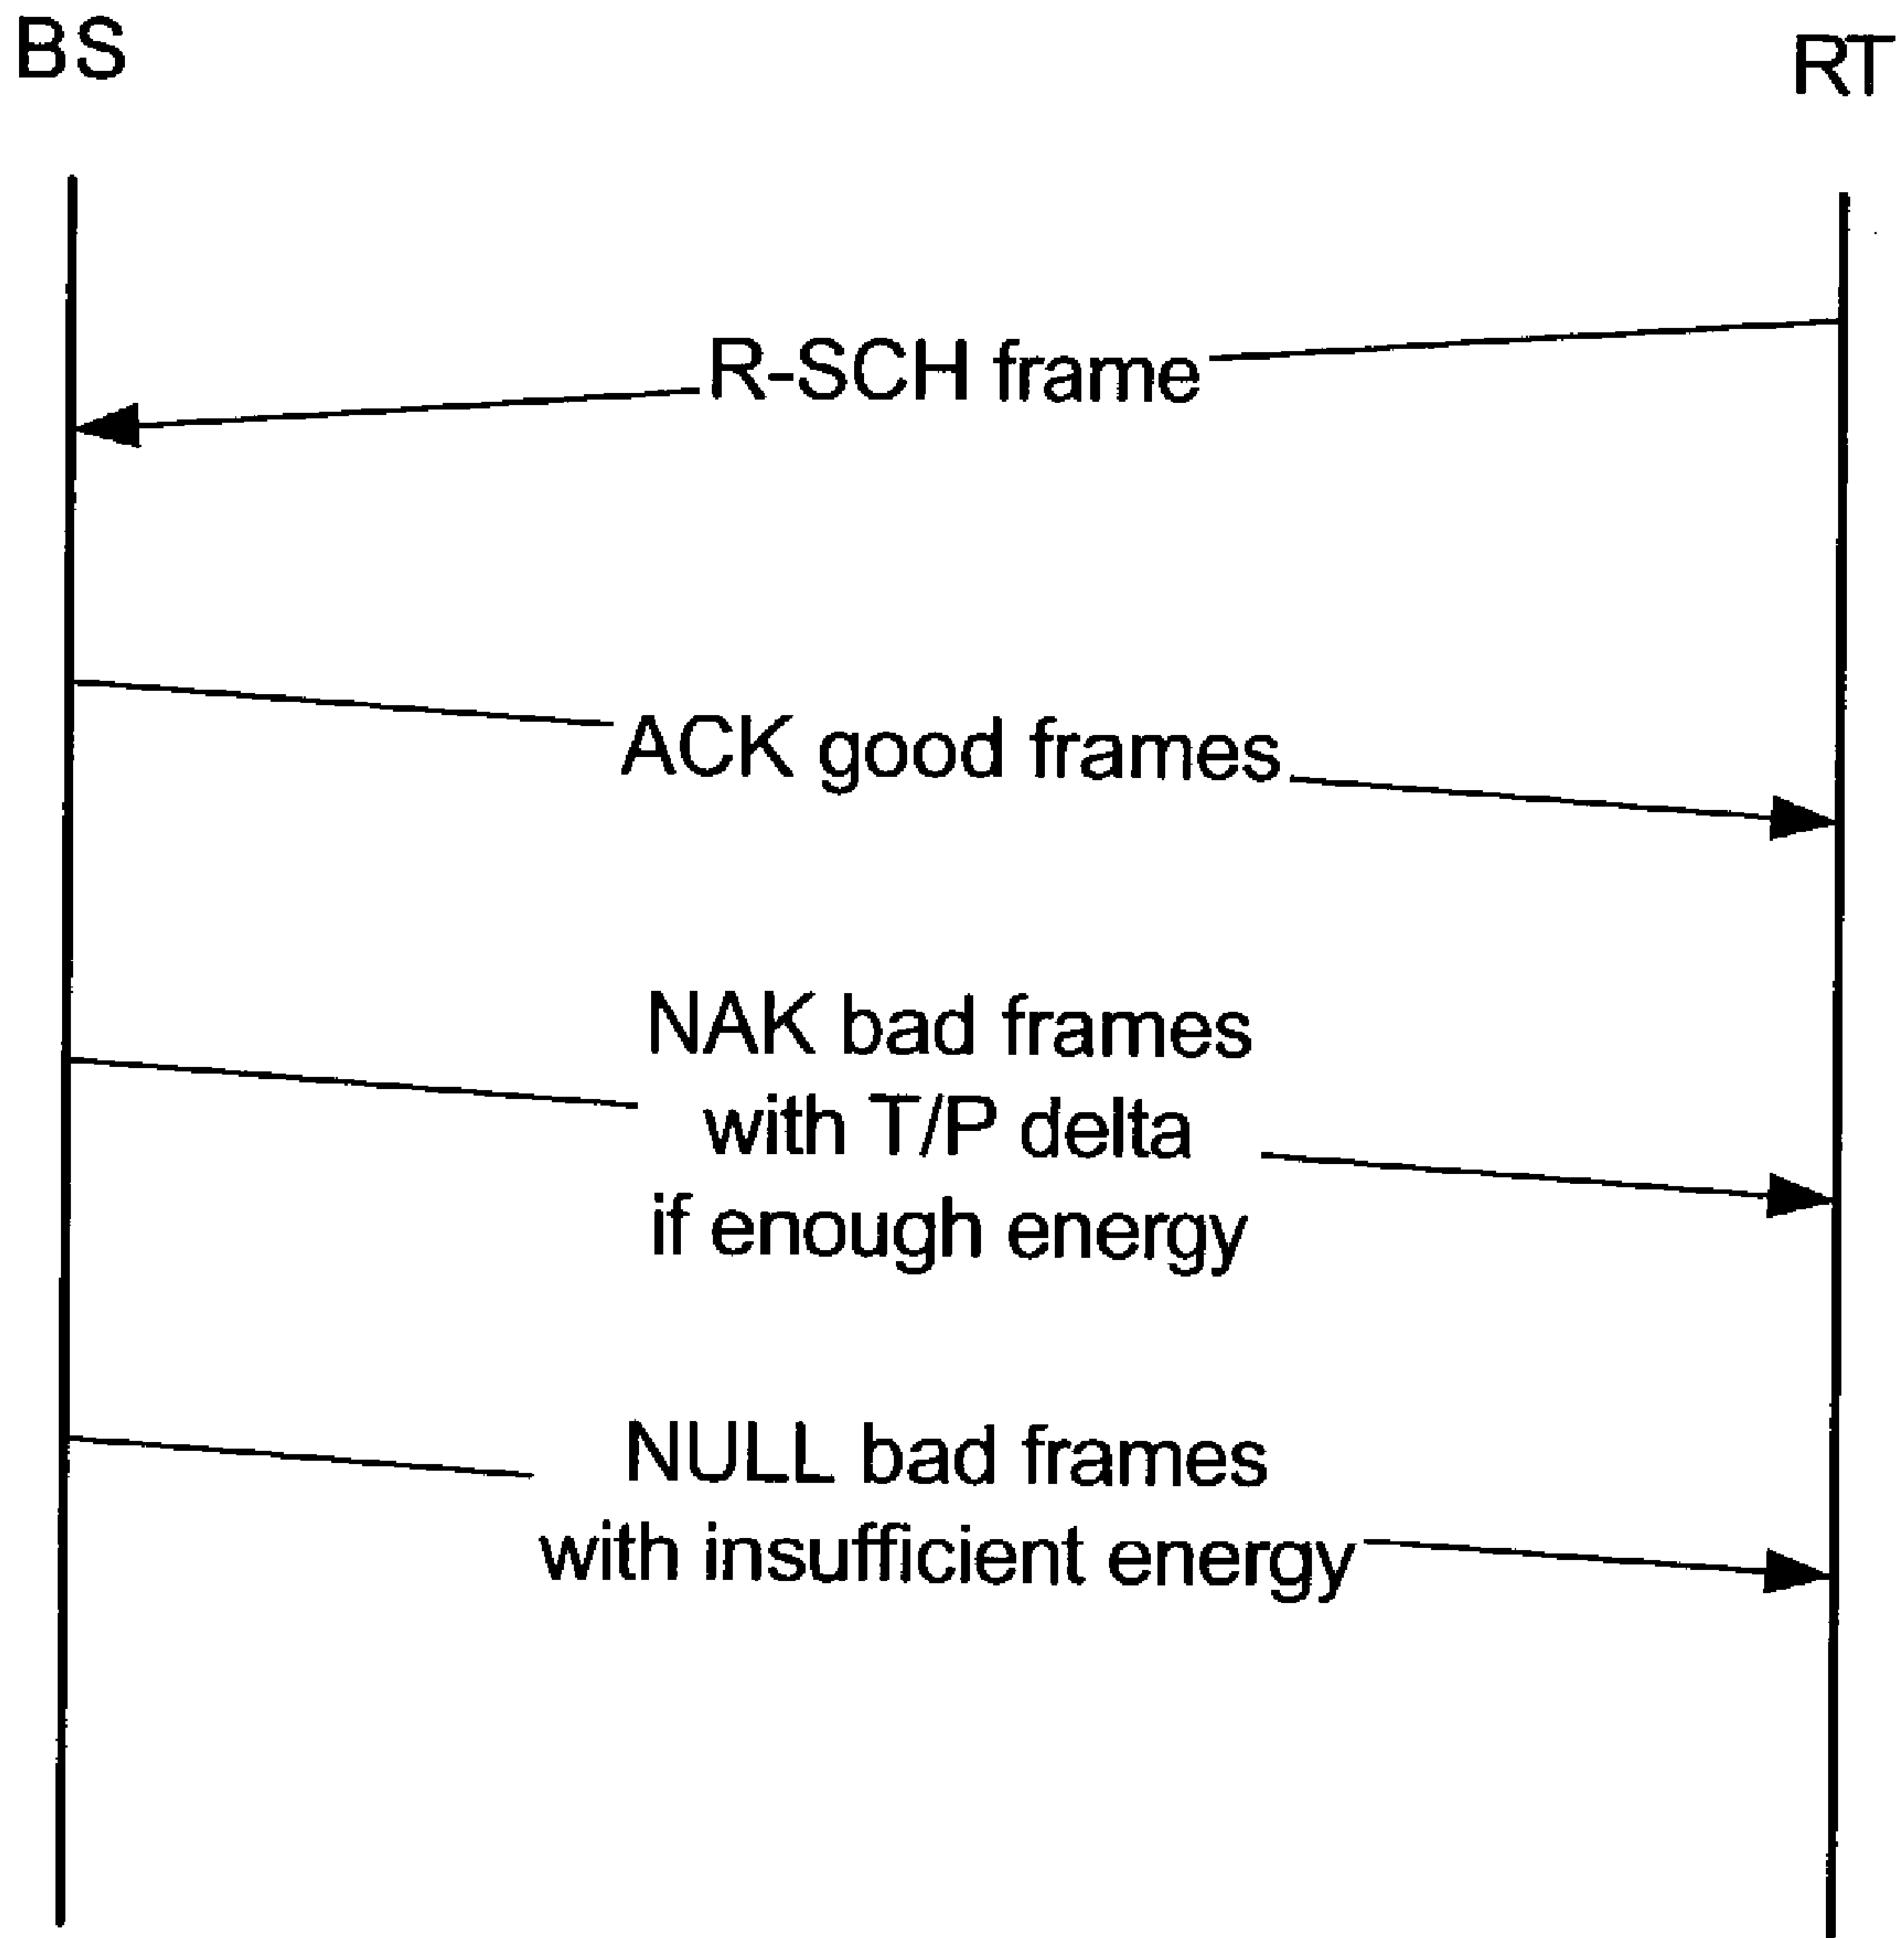 BS
RT
R-SCH frame
ACK good frames
NAK bad frames
with T/P delta
if enough energy
NULL bad frames
with insufficient energy